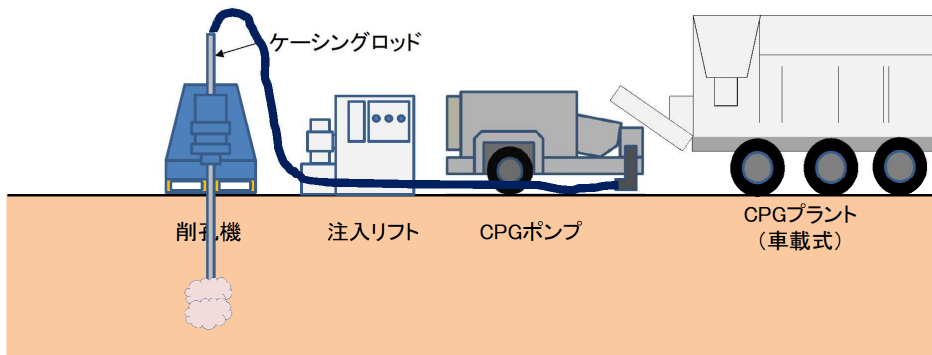 ケーシングロッド
削孔機
注入リフト
CPGポンプ
CPGプラント
（車載式）